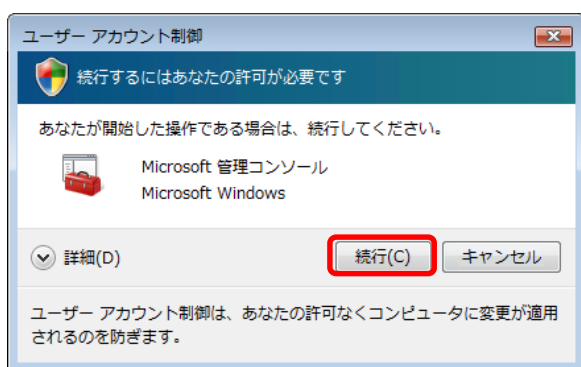 ユーザー アカウント制御
続行するにはあなたの許可が必要です
あなたが開始した操作である場合は、続行してください。
Microsoft 管理コンソール
Microsoft Windows
詳細(D) 続行(C) キャンセル
ユーザー アカウント制御は、あなたの許可なくコンピュータに変更が適用
されるのを防ぎます。